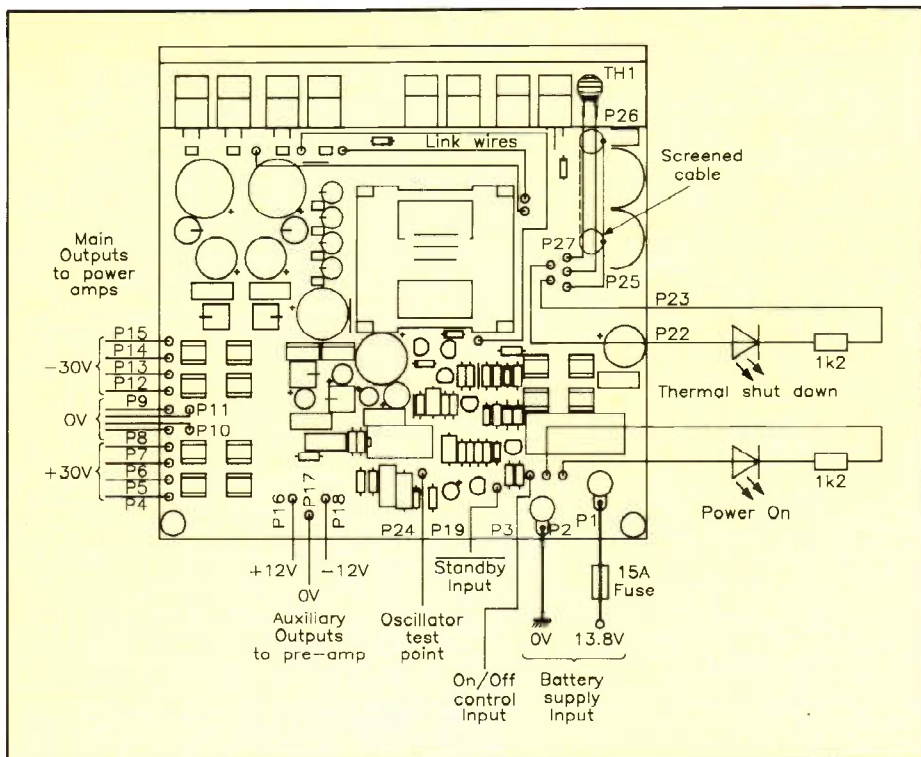 TH1
P26
Link wires
Screened
cable
P27
P25
Main
Outputs
to power
amps
P23
P22
1k2
Thermal shut down
P15
P14
-30V
P13
P12
P9
P11
0V
P10
P8
P7
+30V
P6
P5
P4
1k2
Power On
P16
P17
P18
P24
P19
P3
P2
P1
+12V
-12V
0V
Standby
Input
15A
Fuse
Auxiliary
Outputs
to pre-amp
Oscillator
test
point
0V
13.8V
On/Off
control
Input
Battery
supply
Input